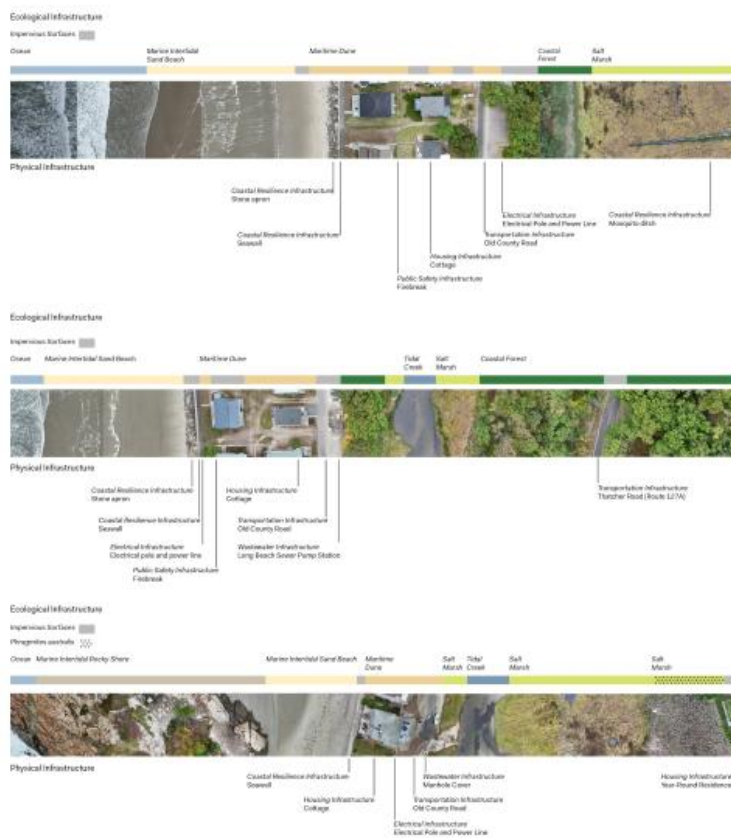 Ecological Infrastructure
Impervious Surfaces
Ocean
Marine Intertidal
Sand Beach
Maritime Dune
Coastal
Forest
Salt
Marsh
Physical Infrastructure
Coastal Resilience Infrastructure
Stone apron
Coastal Resilience Infrastructure
Seawall
Public Safety Infrastructure
Firebreak
Housing Infrastructure
Cottage
Transportation Infrastructure
Old County Road
Electrical Infrastructure
Electrical Pole and Power Line
Coastal Resilience Infrastructure
Mosquito ditch
Ecological Infrastructure
Impervious Surfaces
Ocean
Marine Intertidal Sand Beach
Maritime Dune
Tidal
Creek
Salt
Marsh
Coastal Forest
Physical Infrastructure
Coastal Resilience Infrastructure
Stone apron
Coastal Resilience Infrastructure
Seawall
Electrical Infrastructure
Electrical pole and power line
Public Safety Infrastructure
Firebreak
Housing Infrastructure
Cottage
Transportation Infrastructure
Old County Road
Wastewater Infrastructure
Long Beach Sewer Pump Station
Transportation Infrastructure
Thatcher Road (Route 127A)
Ecological Infrastructure
Impervious Surfaces
Phragmites australis
Ocean
Marine Intertidal Rocky Shore
Marine Intertidal Sand Beach
Maritime
Dune
Salt
Marsh
Tidal
Creek
Salt
Marsh
Salt
Marsh
Physical Infrastructure
Coastal Resilience Infrastructure
Seawall
Housing Infrastructure
Cottage
Electrical Infrastructure
Electrical Pole and Power Line
Transportation Infrastructure
Old County Road
Wastewater Infrastructure
Manhole Cover
Housing Infrastructure
Year-Round Residence